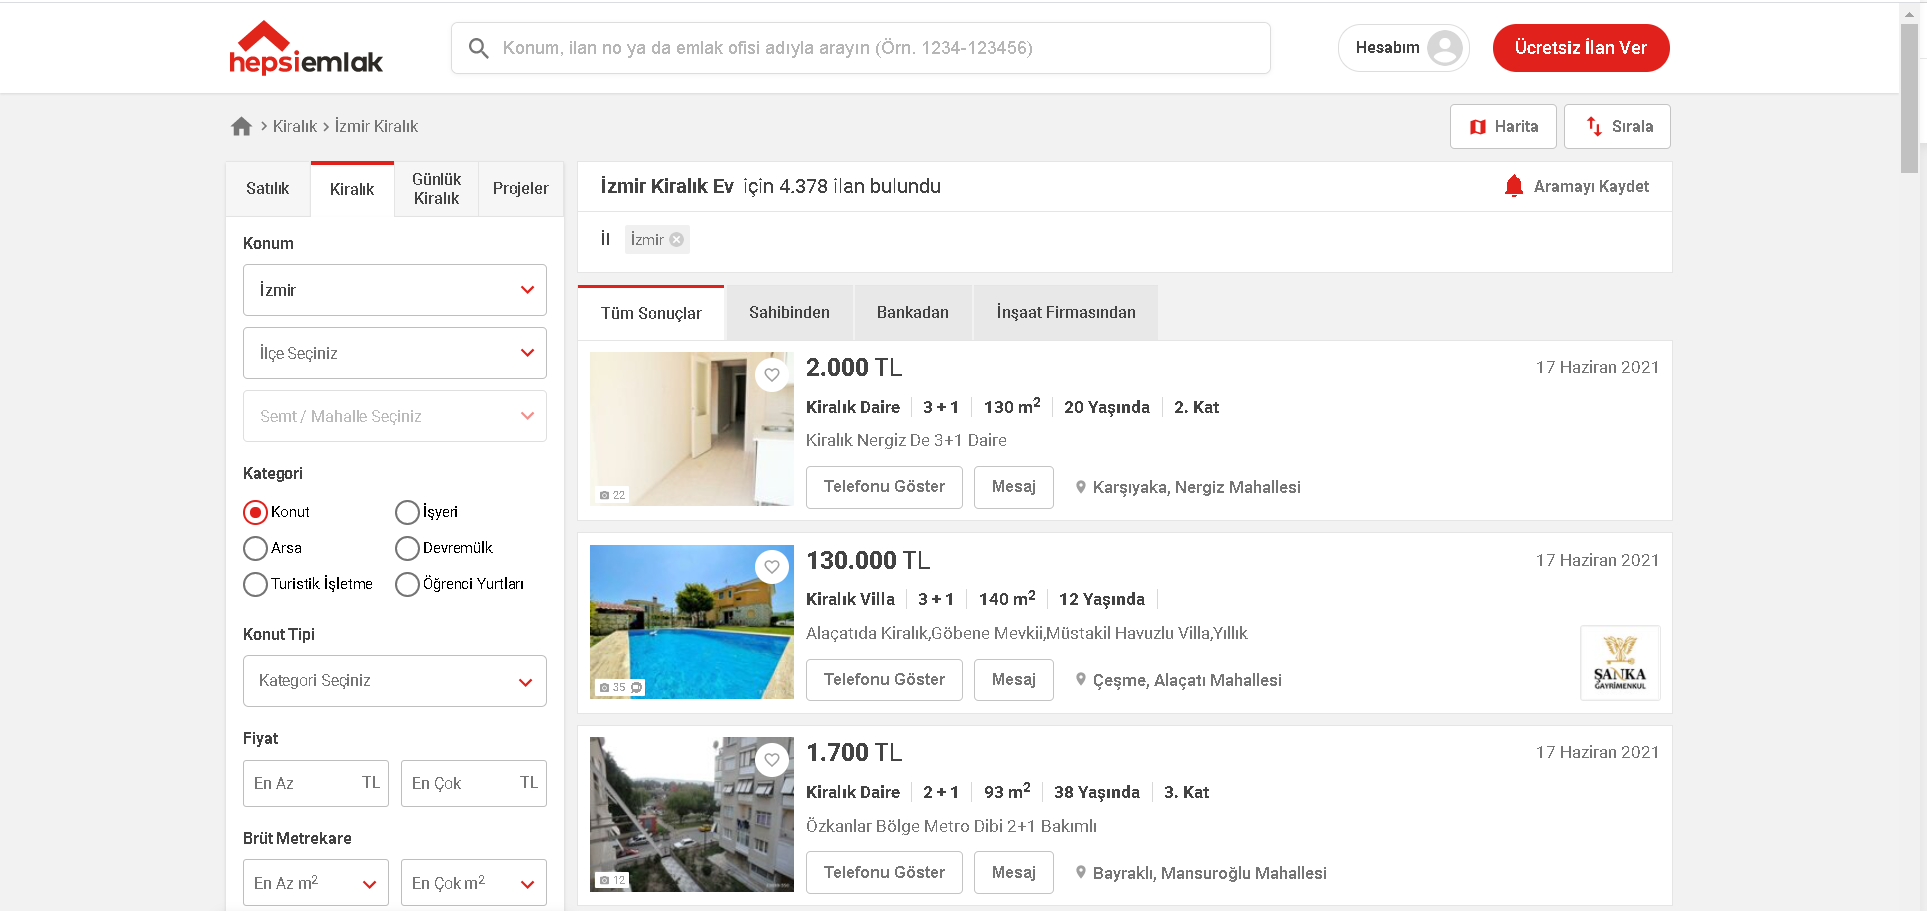 hepsiemlak
Konum, ilan no ya da emlak ofisi adıyla arayın (Örn. 1234-123456)
Hesabım
Ücretsiz İlan Ver
> Kiralık > İzmir Kiralık
Harita
Sırala
Satılık
Kiralık
Günlük
Kiralık
Projeler
Konum
İzmir
İlçe Seçiniz
Semt / Mahalle Seçiniz
Kategori
Konut
İşyeri
Arsa
Devremülk
Turistik İşletme
Öğrenci Yurtları
Konut Tipi
Kategori Seçiniz
Fiyat
En Az TL
En Çok TL
Brüt Metrekare
En Az m²
En Çok m²
İzmir Kiralık Ev için 4.378 ilan bulundu
Aramayı Kaydet
İl
İzmir
Tüm Sonuçlar
Sahibinden
Bankadan
İnşaat Firmasından
2.000 TL
17 Haziran 2021
Kiralık Daire 3 + 1 130 m² 20 Yaşında 2. Kat
Kiralık Nergiz De 3+1 Daire
22
Telefonu Göster
Mesaj
Karşıyaka, Nergiz Mahallesi
130.000 TL
17 Haziran 2021
Kiralık Villa 3 + 1 140 m² 12 Yaşında
Alaçatıda Kiralık,Göbene Mevkii,Müstakil Havuzlu Villa,Yıllık
35
Telefonu Göster
Mesaj
Çeşme, Alaçatı Mahallesi
ŞANKA
GAYRİMENKUL
1.700 TL
17 Haziran 2021
Kiralık Daire 2 + 1 93 m² 38 Yaşında 3. Kat
Özkanlar Bölge Metro Dibi 2+1 Bakımlı
12
Telefonu Göster
Mesaj
Bayraklı, Mansuroğlu Mahallesi